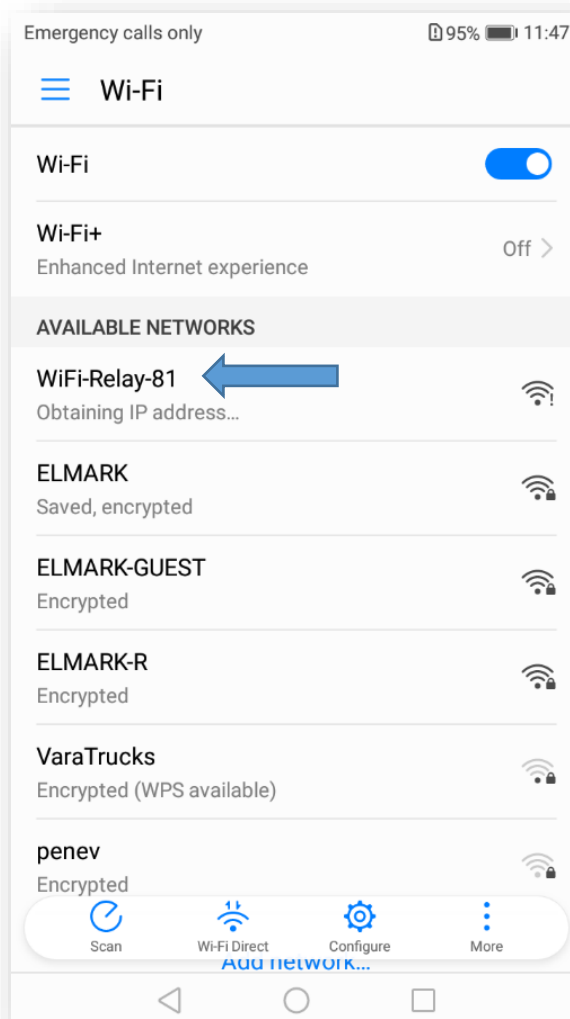 Emergency calls only 95% 11:47
Wi-Fi
Wi-Fi
Wi-Fi+
Enhanced Internet experience
Off
AVAILABLE NETWORKS
WiFi-Relay-81
Obtaining IP address...
ELMARK
Saved, encrypted
ELMARK-GUEST
Encrypted
ELMARK-R
Encrypted
VaraTrucks
Encrypted (WPS available)
penev
Encrypted
Scan Wi-Fi Direct Configure More
Add network...